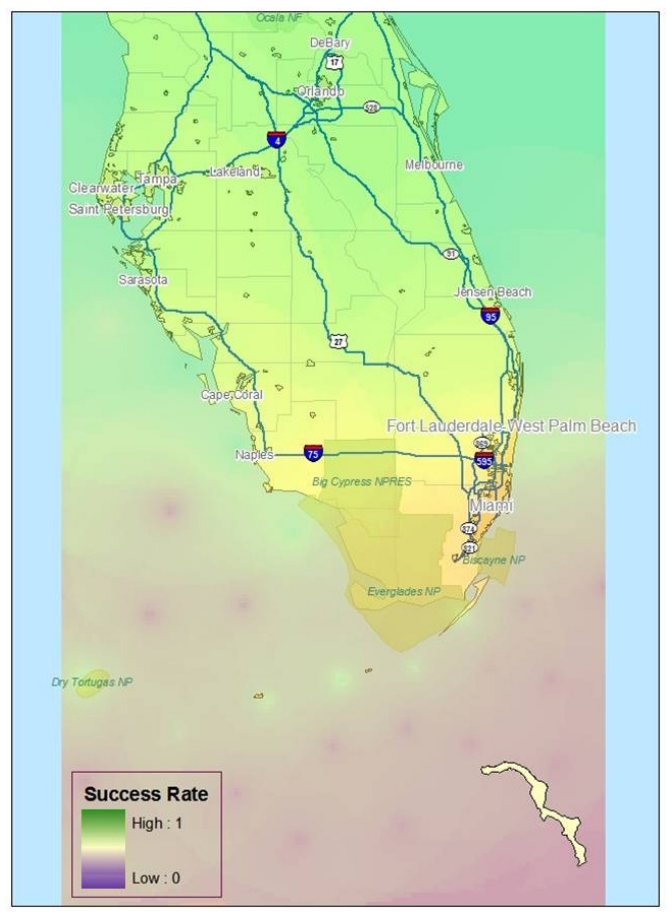 Ocala NF
DeBary
17
Orlando
528
4
Melbourne
Lakeland
Tampa
Clearwater
Saint Petersburg
91
Sarasota
Jensen Beach
95
27
Cape Coral
Fort Lauderdale-West Palm Beach
869
Naples
75
595
Big Cypress NPRES
Miami
874
821
Biscayne NP
Everglades NP
Dry Tortugas NP
Success Rate
High : 1
Low : 0